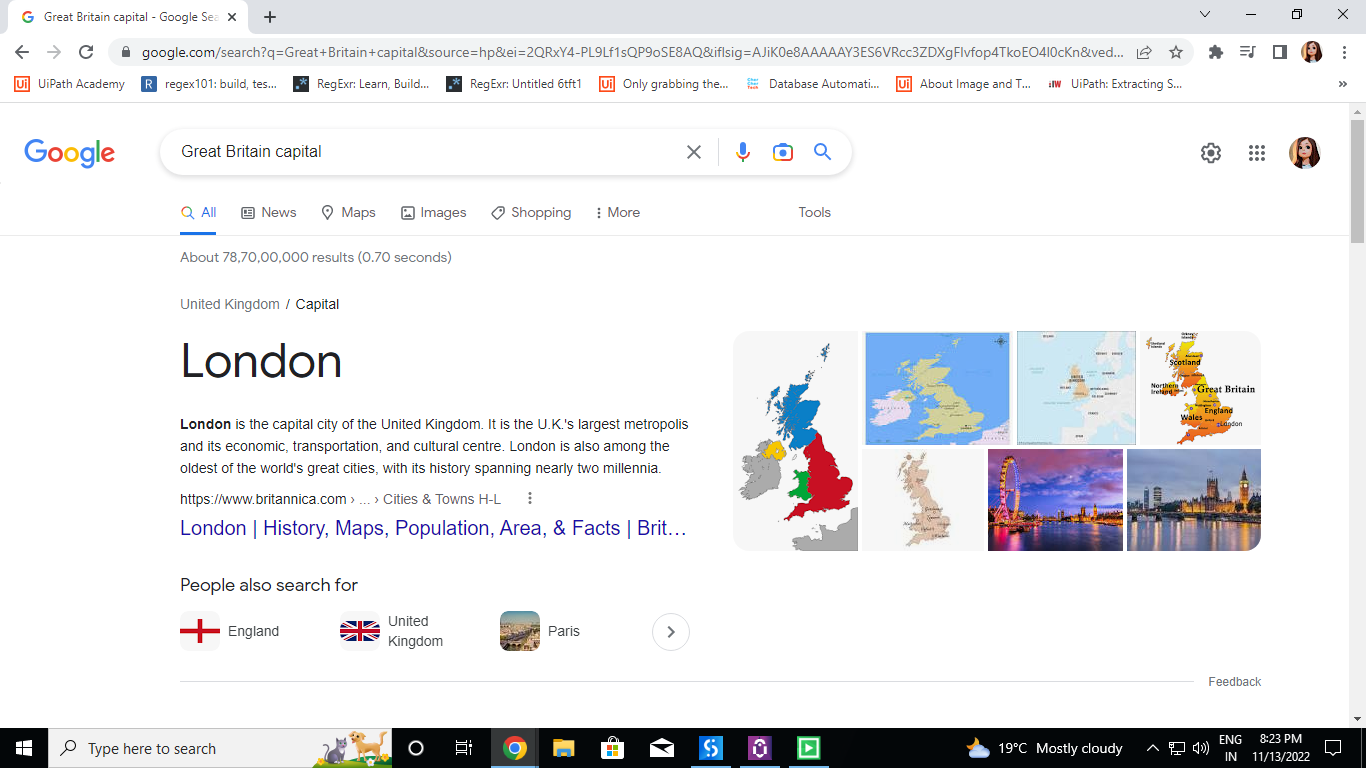 Great Britain capital - Google Sea
google.com/search?q=Great+Britain+capital&source=hp&ei=2QRxY4-PL9Lf1sQP9oSE8AQ&iflsig=AJiK0e8AAAAAY3ES6VRcc3ZDXgFlvfop4TkoEO4I0cKn&ved...
UiPath Academy
regex101: build, tes...
RegExr: Learn, Build...
RegExr: Untitled 6tft1
Only grabbing the...
Database Automati...
About Image and T...
UiPath: Extracting S...
Google
Great Britain capital
All
News
Maps
Images
Shopping
More
Tools
About 78,70,00,000 results (0.70 seconds)
United Kingdom / Capital
London
London is the capital city of the United Kingdom. It is the U.K.'s largest metropolis
and its economic, transportation, and cultural centre. London is also among the
oldest of the world's great cities, with its history spanning nearly two millennia.
https://www.britannica.com › ... › Cities & Towns H-L
London | History, Maps, Population, Area, & Facts | Brit...
Scotland
Northern
Ireland
Great Britain
England
Wales
London
People also search for
England
United
Kingdom
Paris
Feedback
Type here to search
19°C Mostly cloudy
ENG
IN
8:23 PM
11/13/2022